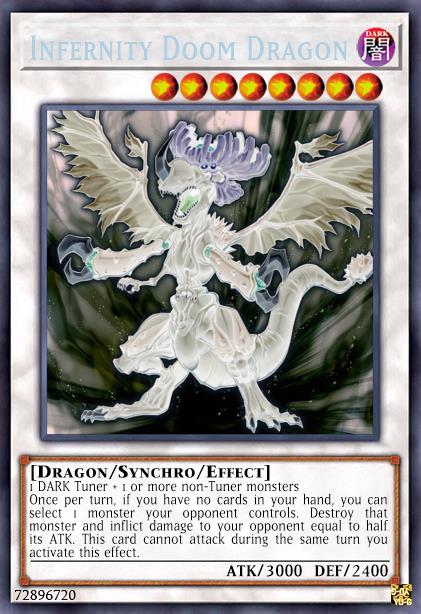 INFERNITY DOOM DRAGON
DARK
闇
[DRAGON/SYNCHRO/EFFECT]
1 DARK Tuner + 1 or more non-Tuner monsters
Once per turn, if you have no cards in your hand, you can
select 1 monster your opponent controls. Destroy that
monster and inflict damage to your opponent equal to half
its ATK. This card cannot attack during the same turn you
activate this effect.
ATK/3000 DEF/2400
72896720